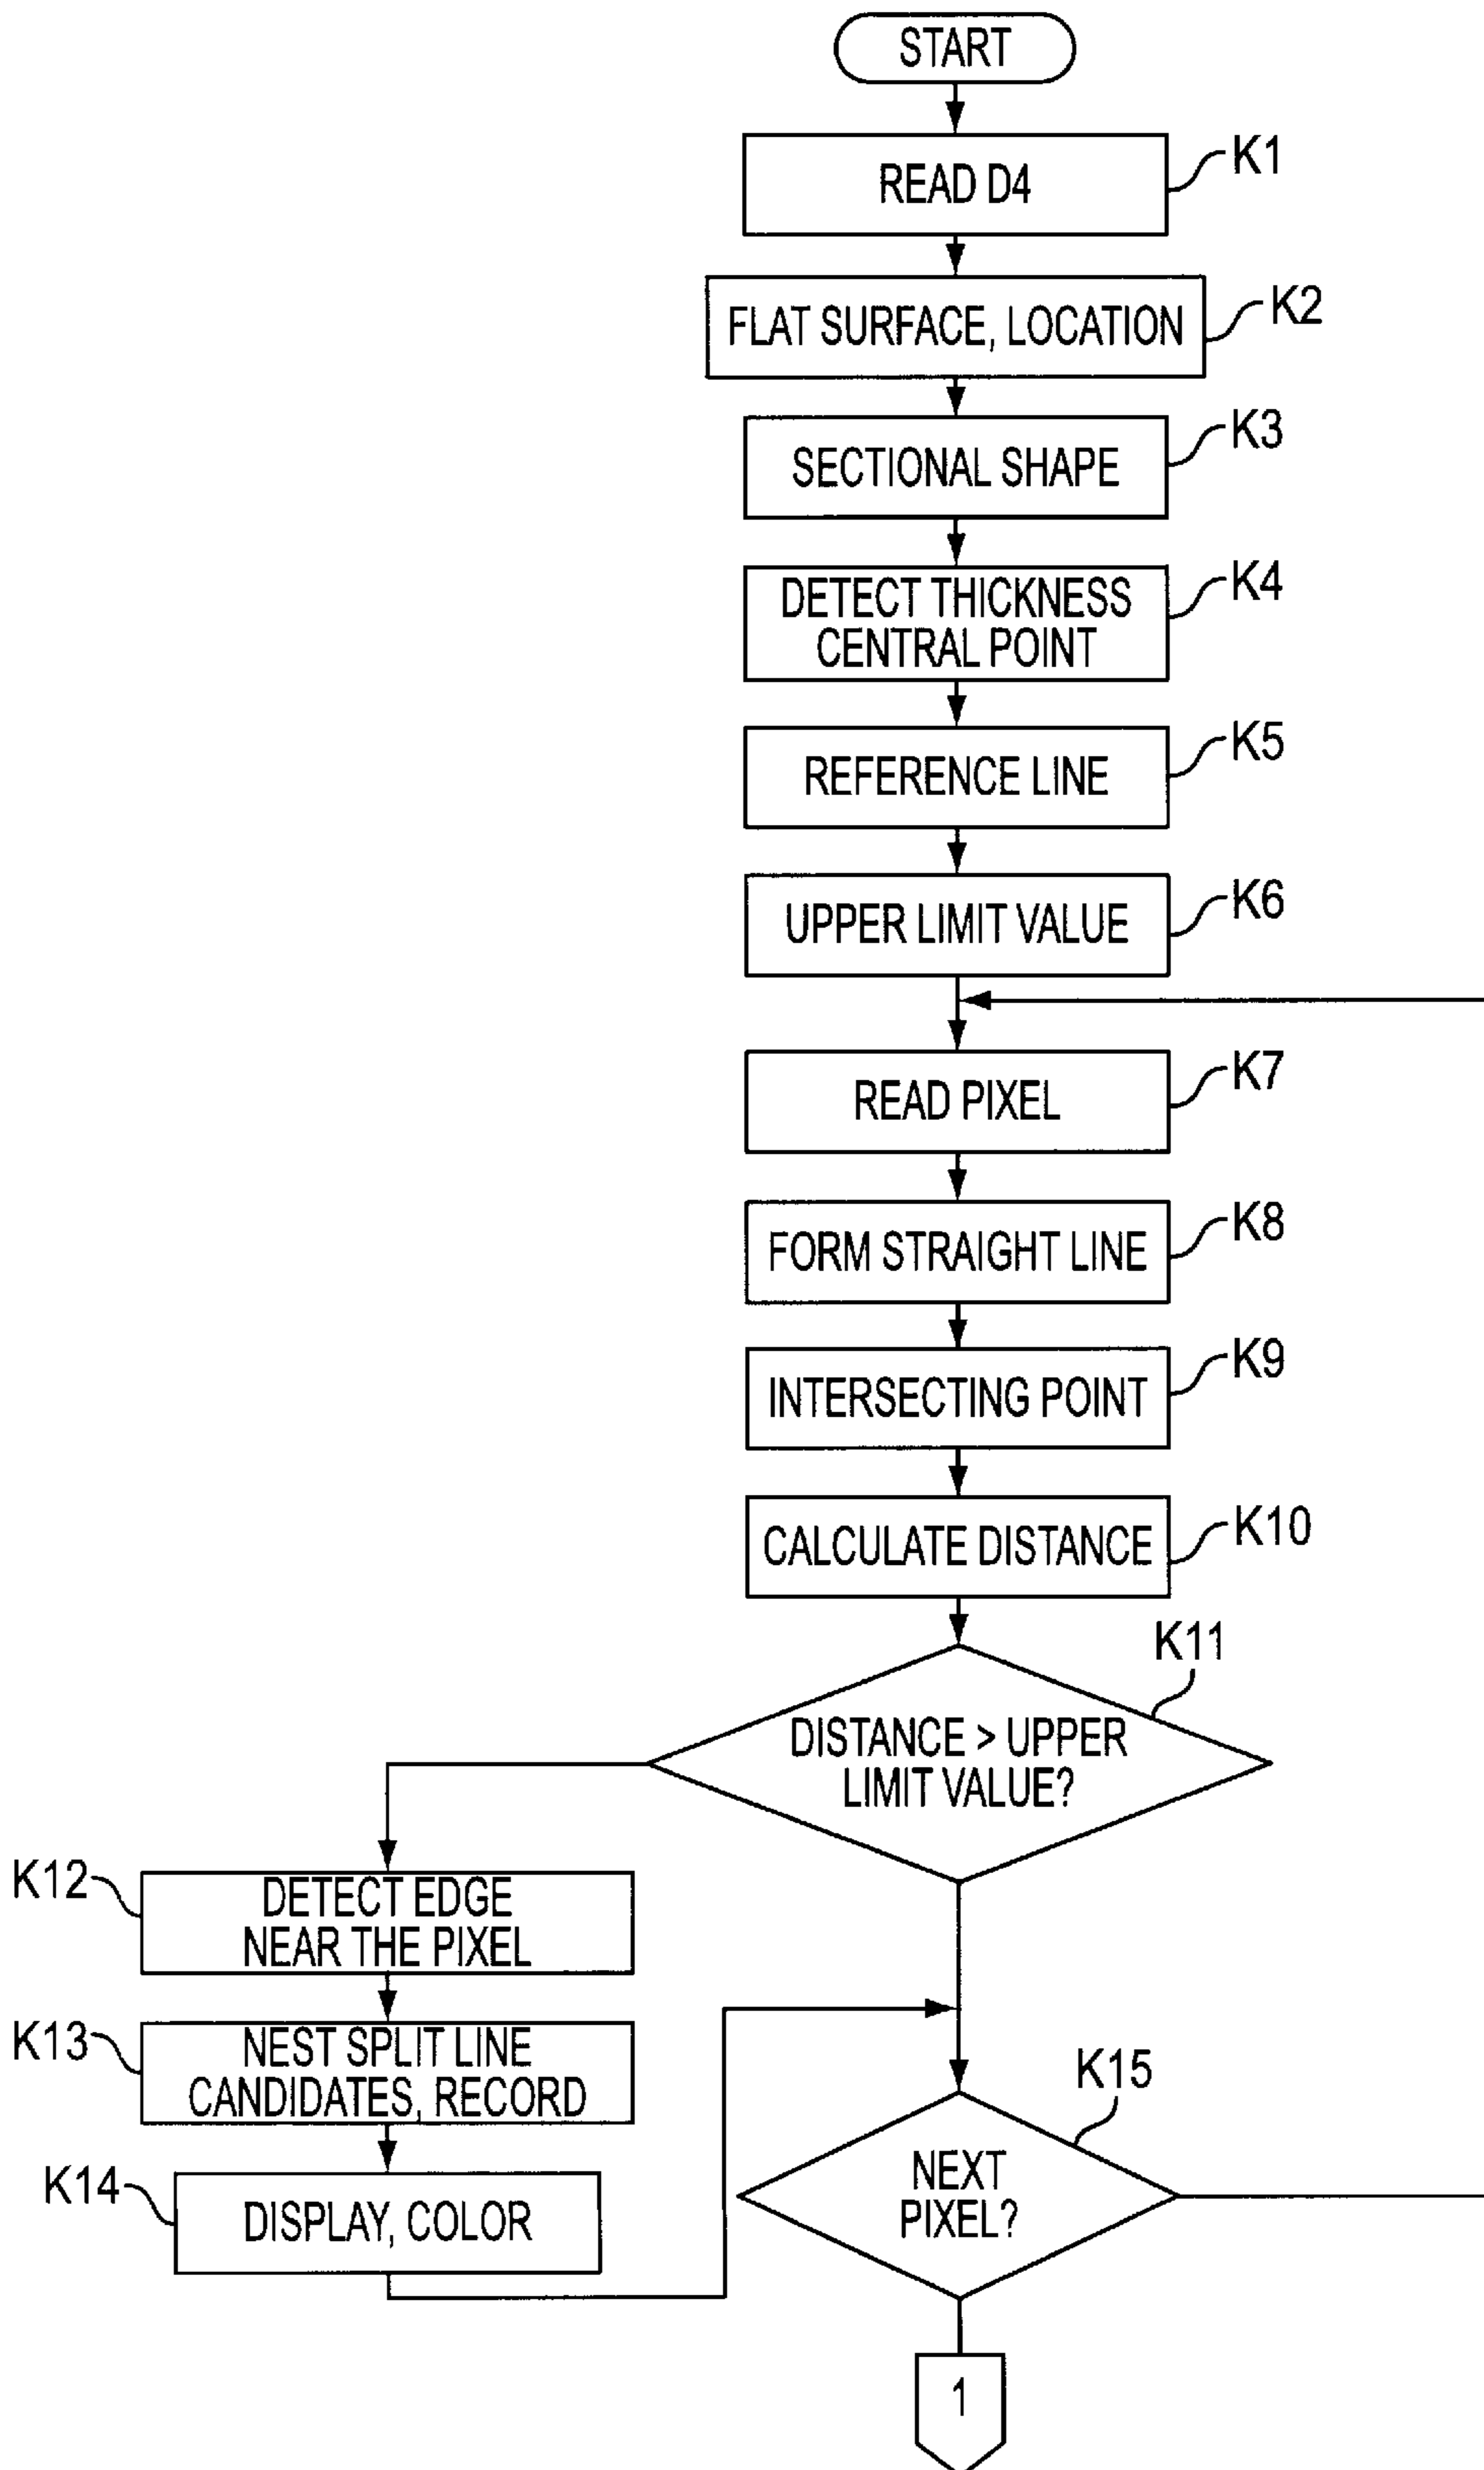 START
READ D4
K1
FLAT SURFACE, LOCATION
K2
SECTIONAL SHAPE
K3
DETECT THICKNESS
CENTRAL POINT
K4
REFERENCE LINE
K5
UPPER LIMIT VALUE
K6
READ PIXEL
K7
FORM STRAIGHT LINE
K8
INTERSECTING POINT
K9
CALCULATE DISTANCE
K10
DISTANCE > UPPER
LIMIT VALUE?
K11
K12
DETECT EDGE
NEAR THE PIXEL
K13
NEST SPLIT LINE
CANDIDATES, RECORD
K14
DISPLAY, COLOR
K15
NEXT
PIXEL?
1